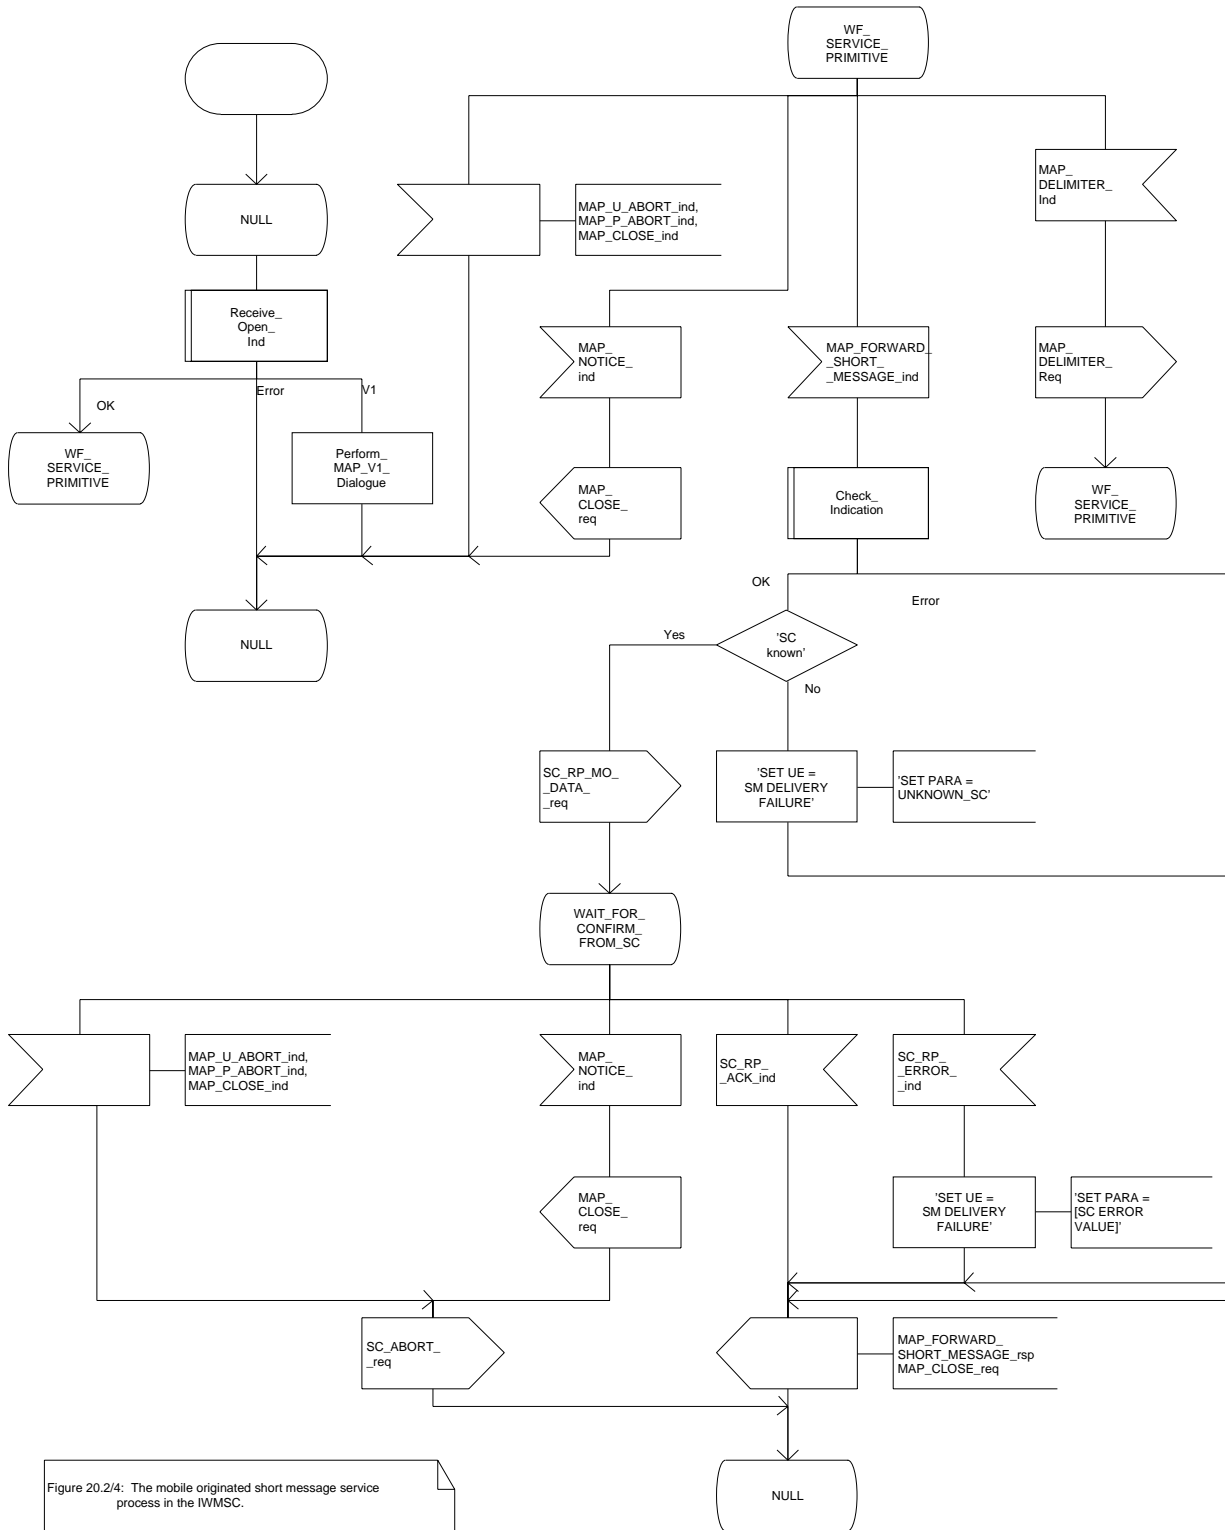 WF_
SERVICE_
PRIMITIVE
NULL
MAP_U_ABORT_ind,
MAP_P_ABORT_ind,
MAP_CLOSE_ind
MAP_
DELIMITER_
Ind
Receive_
Open_
Ind
MAP_
NOTICE_
ind
MAP_FORWARD_
_SHORT_
_MESSAGE_ind
MAP_
DELIMITER_
Req
Error
V1
OK
WF_
SERVICE_
PRIMITIVE
Perform_
MAP_V1_
Dialogue
MAP_
CLOSE_
req
Check_
Indication
WF_
SERVICE_
PRIMITIVE
OK
Error
NULL
Yes
'SC
known'
No
SC_RP_MO_
_DATA_
_req
'SET UE =
SM DELIVERY
FAILURE'
'SET PARA =
UNKNOWN_SC'
WAIT_FOR_
CONFIRM_
FROM_SC
MAP_U_ABORT_ind,
MAP_P_ABORT_ind,
MAP_CLOSE_ind
MAP_
NOTICE_
ind
SC_RP_
_ACK_ind
SC_RP_
_ERROR_
_ind
MAP_
CLOSE_
req
'SET UE =
SM DELIVERY
FAILURE'
'SET PARA =
[SC ERROR
VALUE]'
SC_ABORT_
_req
MAP_FORWARD_
SHORT_MESSAGE_rsp
MAP_CLOSE_req
NULL
Figure 20.2/4: The mobile originated short message service
process in the IWMSC.